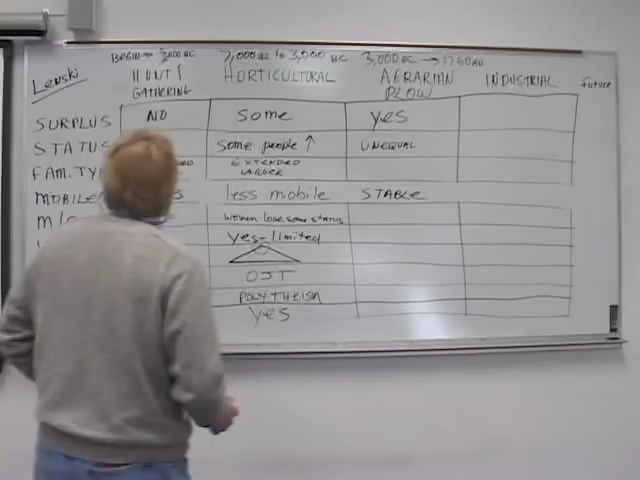 Lenski
BEGIN → 7,000 BC 7,000 BC to 3,000 BC 3,000 BC → 1750 AD
HUNT & GATHERING HORTICULTURAL AGRARIAN PLOW INDUSTRIAL Future
SURPLUS NO some yes
STATUS some people ↑ UNEQUAL
FAM. TY EXTENDED LARGER
MOBILE less mobile STABLE
M/ women lose some status
yes-limited
OJT
POLYTHEISM
yes